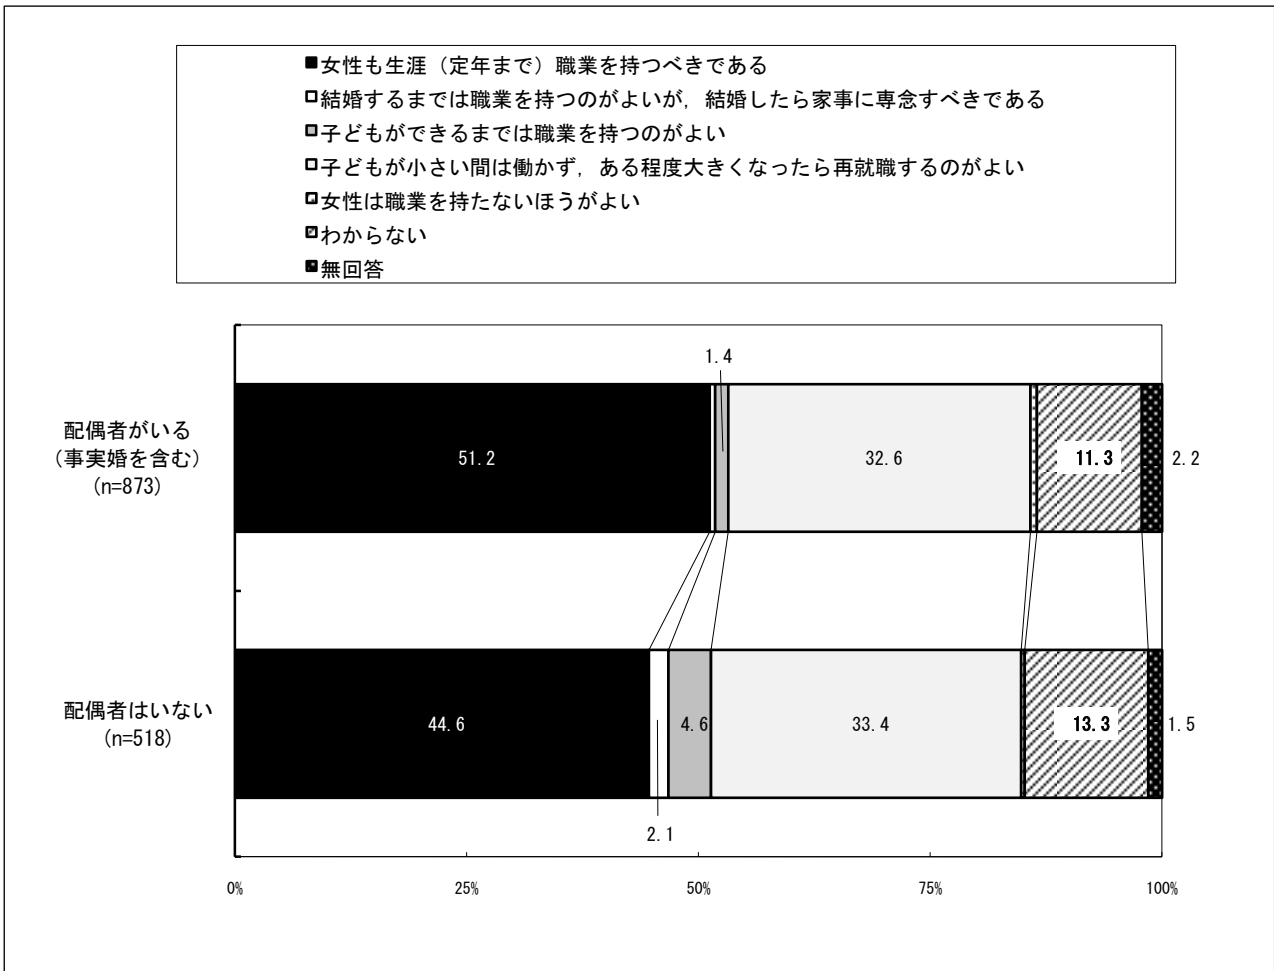 ■女性も生涯（定年まで）職業を持つべきである
□結婚するまでは職業を持つのがよいが，結婚したら家事に専念すべきである
□子どもができるまでは職業を持つのがよい
□子どもが小さい間は働かず，ある程度大きくなったら再就職するのがよい
□女性は職業を持たないほうがよい
□わからない
■無回答
1.4
配偶者がいる
（事実婚を含む）
(n=873)
51.2 32.6 11.3 2.2
配偶者はいない
(n=518)
44.6 4.6 33.4 13.3 1.5
2.1
0% 25% 50% 75% 100%